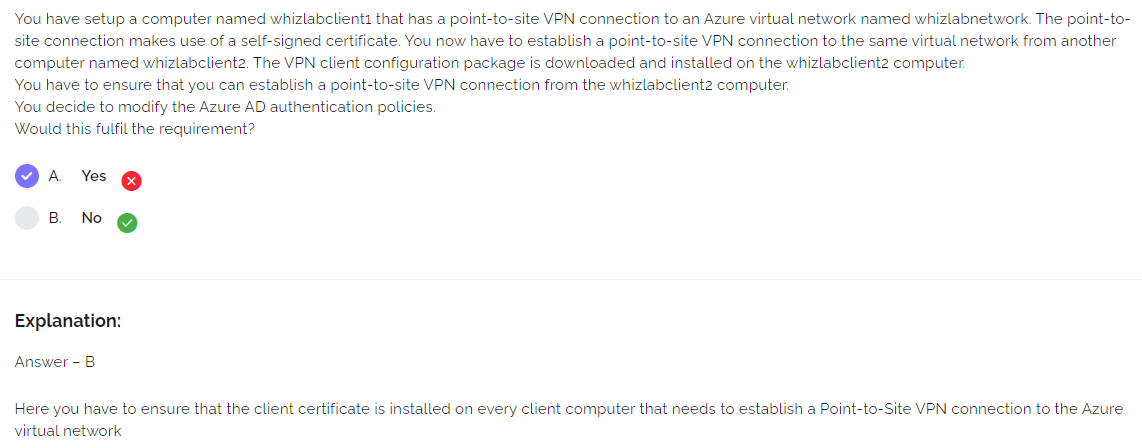 You have setup a computer named whizlabclient1 that has a point-to-site VPN connection to an Azure virtual network named whizlabnetwork. The point-to-
site connection makes use of a self-signed certificate. You now have to establish a point-to-site VPN connection to the same virtual network from another
computer named whizlabclient2. The VPN client configuration package is downloaded and installed on the whizlabclient2 computer.
You have to ensure that you can establish a point-to-site VPN connection from the whizlabclient2 computer.
You decide to modify the Azure AD authentication policies.
Would this fulfil the requirement?
A. Yes
B. No
Explanation:
Answer – B
Here you have to ensure that the client certificate is installed on every client computer that needs to establish a Point-to-Site VPN connection to the Azure
virtual network